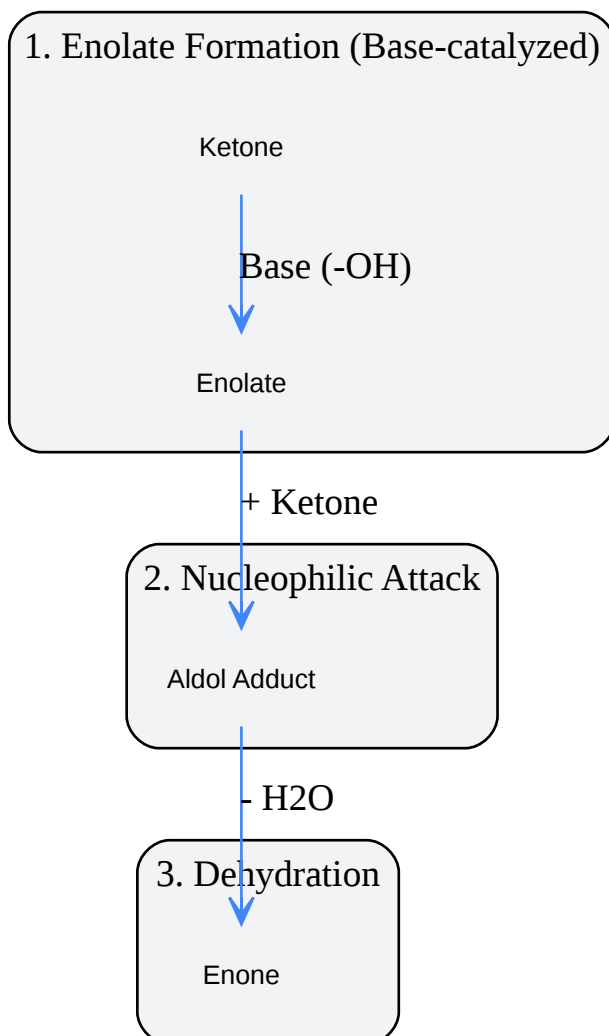 1. Enolate Formation (Base-catalyzed)
Ketone
Base (-OH)
Enolate
+ Ketone
2. Nucleophilic Attack
Aldol Adduct
- H2O
3. Dehydration
Enone